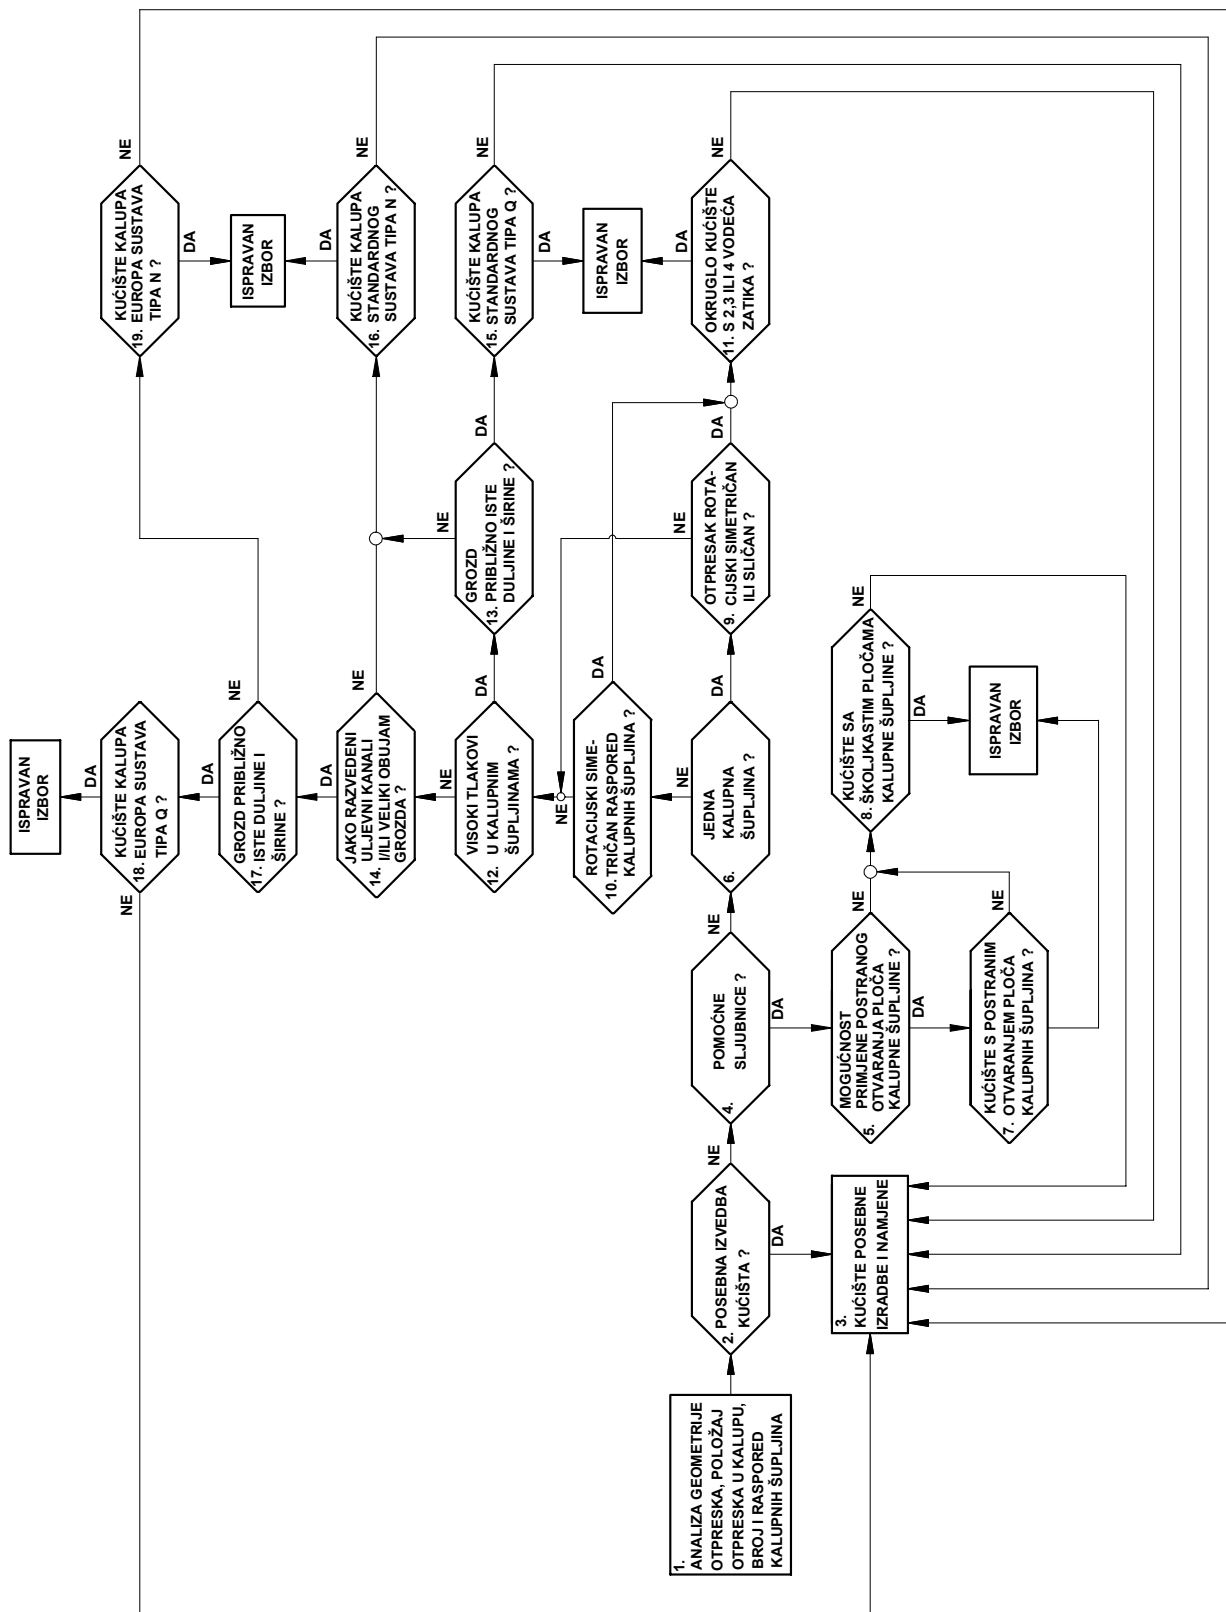 1.
ANALIZA GEOMETRIJE
OTPRESKA, POLOŽAJ
OTPRESKA U KALUPU,
BROJ I RASPORED
KALUPNIH ŠUPLJINA
2. POSEBNA IZVEDBA
KUĆIŠTA ?
NE
DA
3.
KUĆIŠTE POSEBNE
IZRADBE I NAMJENE
4.
POMOĆNE
SLJUBNICE ?
NE
DA
MOGUĆNOST
PRIMJENE POSTRANOG
OTVARANJA PLOČA
5. KALUPNE ŠUPLJINE ?
NE
DA
6.
JEDNA
KALUPNA
ŠUPLJINA ?
NE
DA
KUĆIŠTE S POSTRANIM
7. OTVARANJEM PLOČA
KALUPNIH ŠUPLJINA ?
NE
KUĆIŠTE SA
8. ŠKOLJKASTIM PLOČAMA
KALUPNE ŠUPLJINE ?
NE
DA
ISPRAVAN
IZBOR
OTPRESAK ROTA-
9. CIJSKI SIMETRIČAN
ILI SLIČAN ?
NE
DA
ROTACIJSKI SIME-
10. TRIČAN RASPORED
KALUPNIH ŠUPLJINA ?
NE
DA
OKRUGLO KUĆIŠTE
11. S 2,3 ILI 4 VODEĆA
ZATIKA ?
NE
DA
ISPRAVAN
IZBOR
VISOKI TLAKOVI
12. U KALUPNIM
ŠUPLJINAMA ?
NE
DA
GROZD
13. PRIBLIŽNO ISTE
DULJINE I ŠIRINE ?
NE
DA
JAKO RAZVEDENI
14. ULJEVNI KANALI
I/ILI VELIKI OBUJAM
GROZDA ?
NE
DA
KUĆIŠTE KALUPA
15. STANDARDNOG
SUSTAVA TIPA Q ?
NE
DA
KUĆIŠTE KALUPA
16. STANDARDNOG
SUSTAVA TIPA N ?
NE
DA
ISPRAVAN
IZBOR
GROZD PRIBLIŽNO
17. ISTE DULJINE I
ŠIRINE ?
NE
DA
KUĆIŠTE KALUPA
18. EUROPA SUSTAVA
TIPA Q ?
NE
DA
ISPRAVAN
IZBOR
KUĆIŠTE KALUPA
19. EUROPA SUSTAVA
TIPA N ?
NE
DA